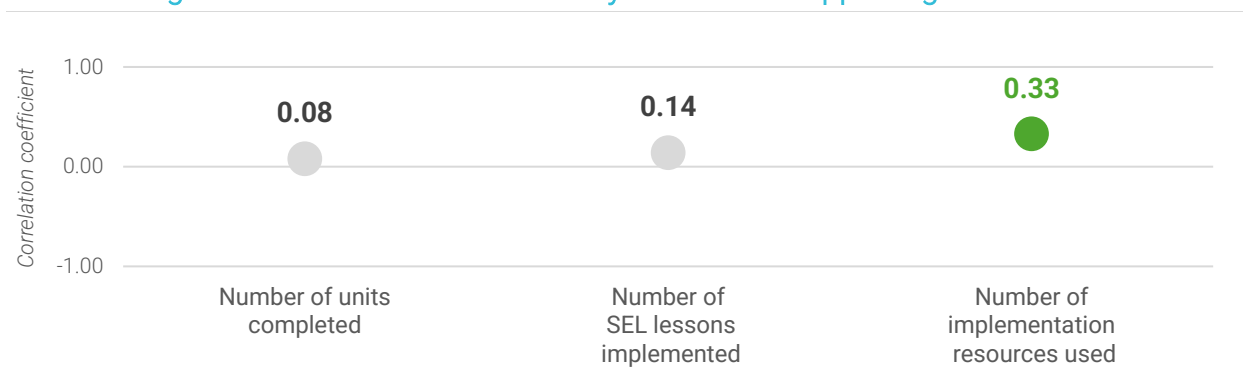 1.00
0.08
0.14
0.33
0.00
-1.00
Correlation coefficient
Number of units
completed
Number of
SEL lessons
implemented
Number of
implementation
resources used